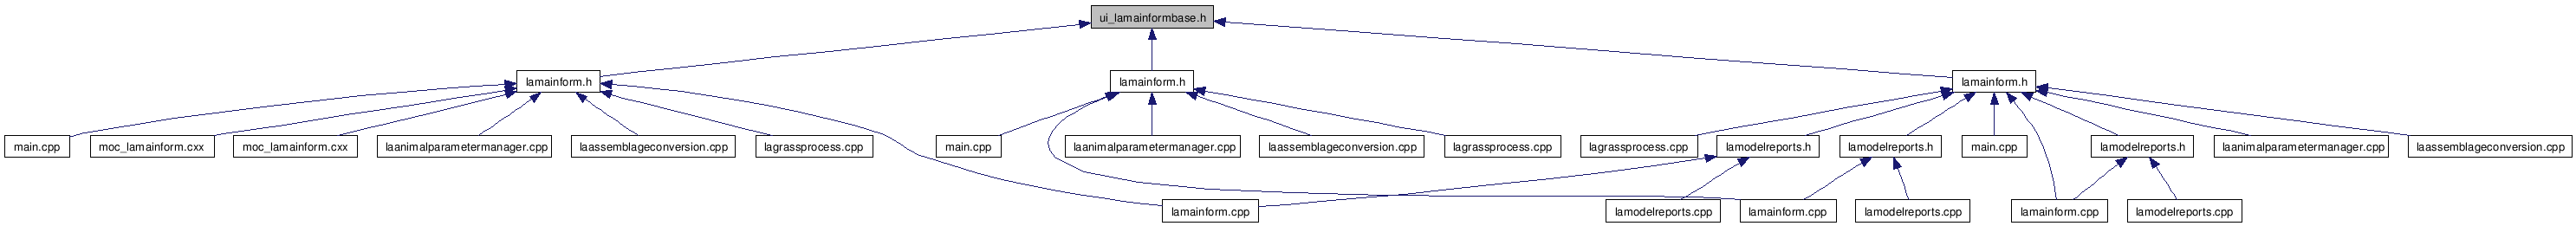 ui_lamainformbase.h
lamainform.h
lamainform.h
lamainform.h
main.cpp
moc_lamainform.cxx
moc_lamainform.cxx
laanimalparametermanager.cpp
laassemblageconversion.cpp
lagrassprocess.cpp
main.cpp
laanimalparametermanager.cpp
laassemblageconversion.cpp
lagrassprocess.cpp
lagrassprocess.cpp
lamodelreports.h
lamodelreports.h
main.cpp
lamodelreports.h
laanimalparametermanager.cpp
laassemblageconversion.cpp
lamainform.cpp
lamodelreports.cpp
lamainform.cpp
lamodelreports.cpp
lamainform.cpp
lamodelreports.cpp